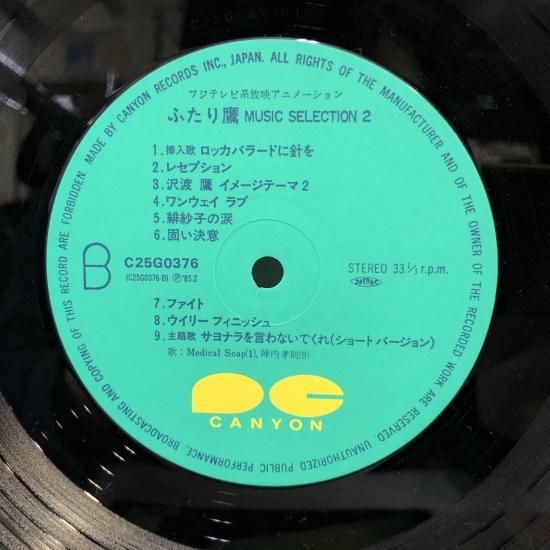 MADE BY CANYON RECORDS INC., JAPAN. ALL RIGHTS OF THE MANUFACTURER AND OF THE OWNER OF THE RECORDED WORK ARE RESERVED. UNAUTHORIZED PUBLIC PERFORMANCE, BROADCASTING AND COPYING OF THIS RECORD ARE FORBIDDEN.
フジテレビ系放映アニメーション
ふたり鷹 MUSIC SELECTION 2
1. 挿入歌 ロッカバラードに針を
2. レセプション
3. 沢渡 鷹 イメージテーマ2
4. ワンウェイ ラブ
5. 緋紗子の涙
6. 固い決意
B
C25G0376
(C25G0376-B) Ⓟ'85.2
STEREO 33 1/3 r.p.m.
7. ファイト
8. ウイリー フィニッシュ
9. 主題歌 サヨナラを言わないでくれ(ショート バージョン)
歌: Medical Soap(1), 陣内孝則(9)
CANYON